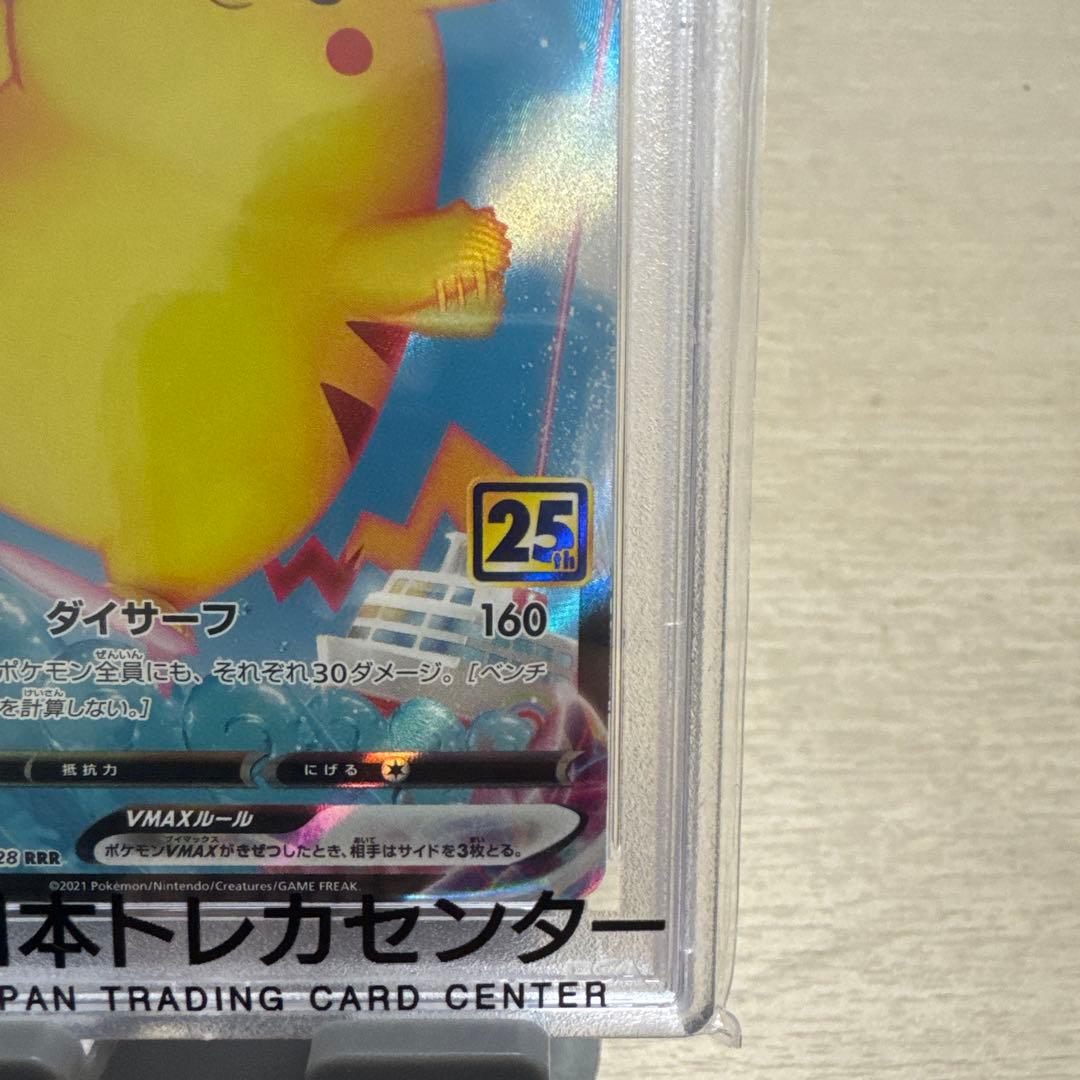 25th
ダイサーフ 160
ポケモン全員にも、それぞれ30ダメージ。[ベンチ
を計算しない。]
抵抗力 にげる
VMAXルール
ポケモンVMAXがきぜつしたとき、相手はサイドを3枚とる。
28 RRR
©2021 Pokémon/Nintendo/Creatures/GAME FREAK.
本トレカセンター
PAN TRADING CARD CENTER